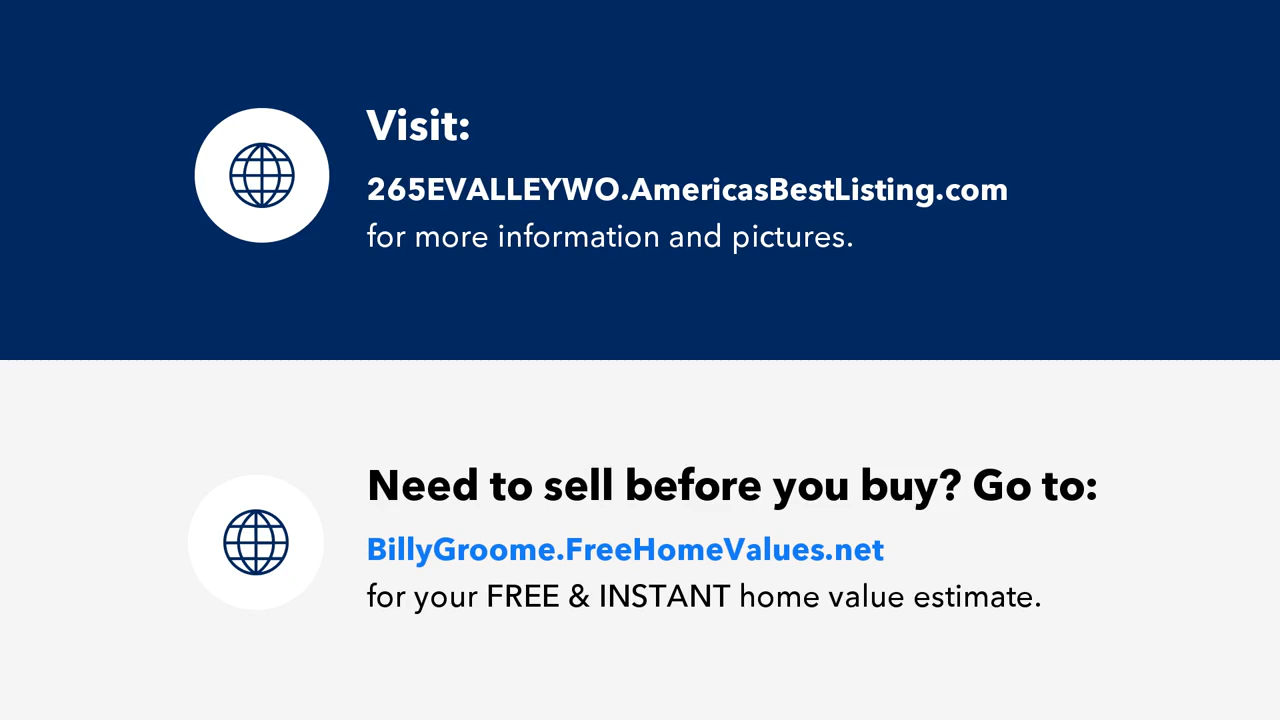 Visit:
265EVALLEYWO.AmericasBestListing.com
for more information and pictures.
Need to sell before you buy? Go to:
BillyGroome.FreeHomeValues.net
for your FREE & INSTANT home value estimate.